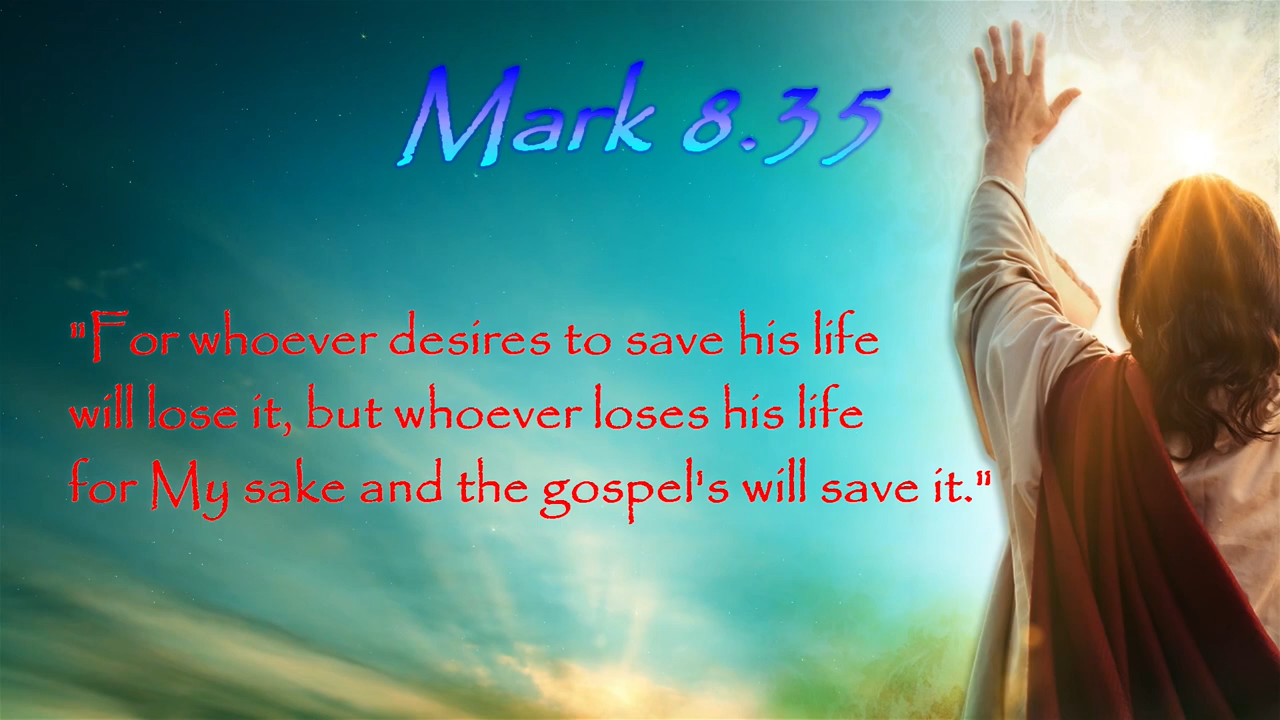 Mark 8.35
"For whoever desires to save his life
will lose it, but whoever loses his life
for My sake and the gospel's will save it."